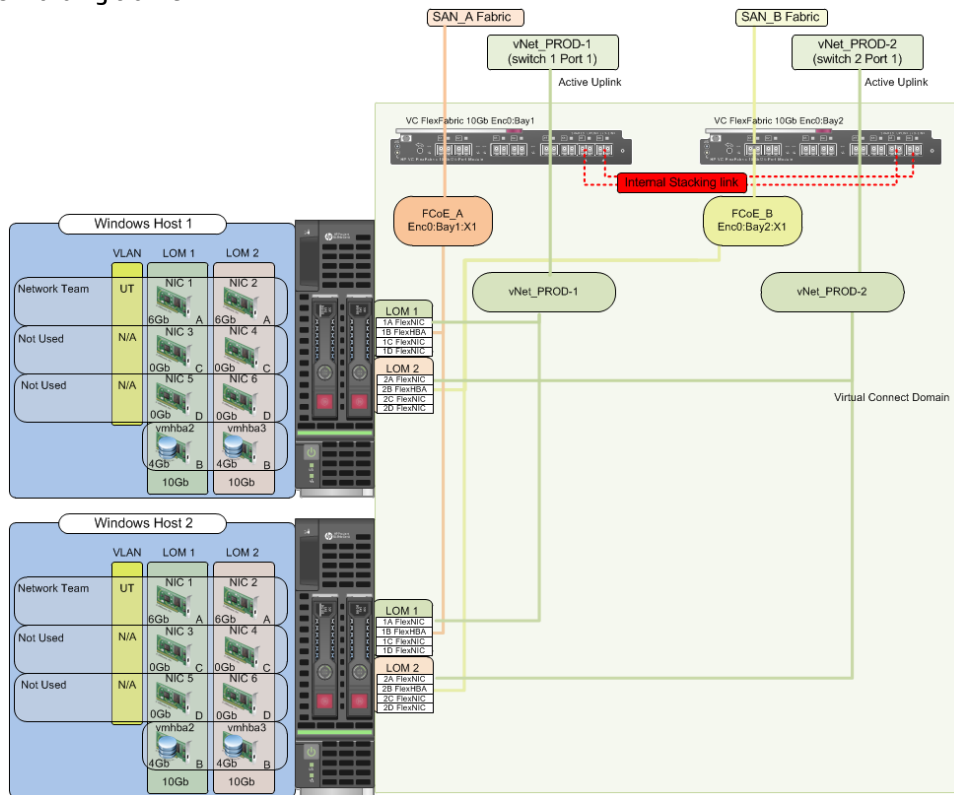 SAN_A Fabric
SAN_B Fabric
vNet_PROD-1
(switch 1 Port 1)
vNet_PROD-2
(switch 2 Port 1)
Active Uplink
Active Uplink
VC FlexFabric 10Gb Enc0:Bay1
VC FlexFabric 10Gb Enc0:Bay2
Internal Stacking link
FCoE_A
Enc0:Bay1:X1
FCoE_B
Enc0:Bay2:X1
vNet_PROD-1
vNet_PROD-2
Virtual Connect Domain
Windows Host 1
VLAN LOM 1 LOM 2
Network Team UT NIC 1 NIC 2
6Gb A 6Gb A
Not Used N/A NIC 3 NIC 4
0Gb C 0Gb C
Not Used N/A NIC 5 NIC 6
0Gb D 0Gb D
vmhba2 vmhba3
4Gb B 4Gb B
10Gb 10Gb
LOM 1
1A FlexNIC
1B FlexHBA
1C FlexNIC
1D FlexNIC
LOM 2
2A FlexNIC
2B FlexHBA
2C FlexNIC
2D FlexNIC
Windows Host 2
VLAN LOM 1 LOM 2
Network Team UT NIC 1 NIC 2
6Gb A 6Gb A
Not Used N/A NIC 3 NIC 4
0Gb C 0Gb C
Not Used N/A NIC 5 NIC 6
0Gb D 0Gb D
vmhba2 vmhba3
4Gb B 4Gb B
10Gb 10Gb
LOM 1
1A FlexNIC
1B FlexHBA
1C FlexNIC
1D FlexNIC
LOM 2
2A FlexNIC
2B FlexHBA
2C FlexNIC
2D FlexNIC